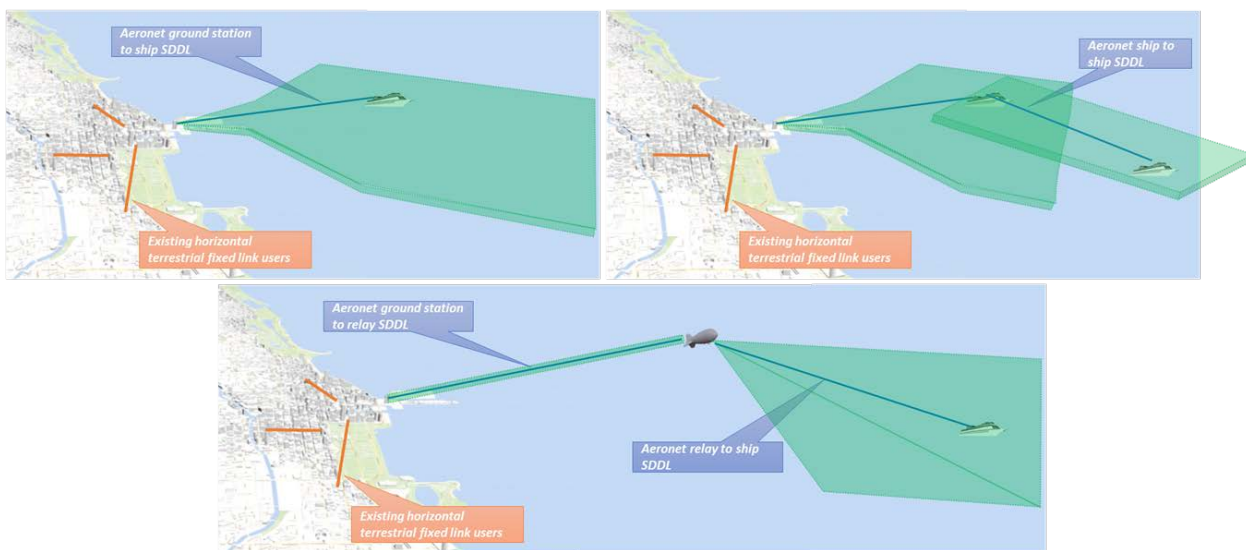 Aeronet ground station
to ship SDDL
Existing horizontal
terrestrial fixed link users
Aeronet ship to
ship SDDL
Existing horizontal
terrestrial fixed link users
Aeronet ground station
to relay SDDL
Aeronet relay to ship
SDDL
Existing horizontal
terrestrial fixed link users